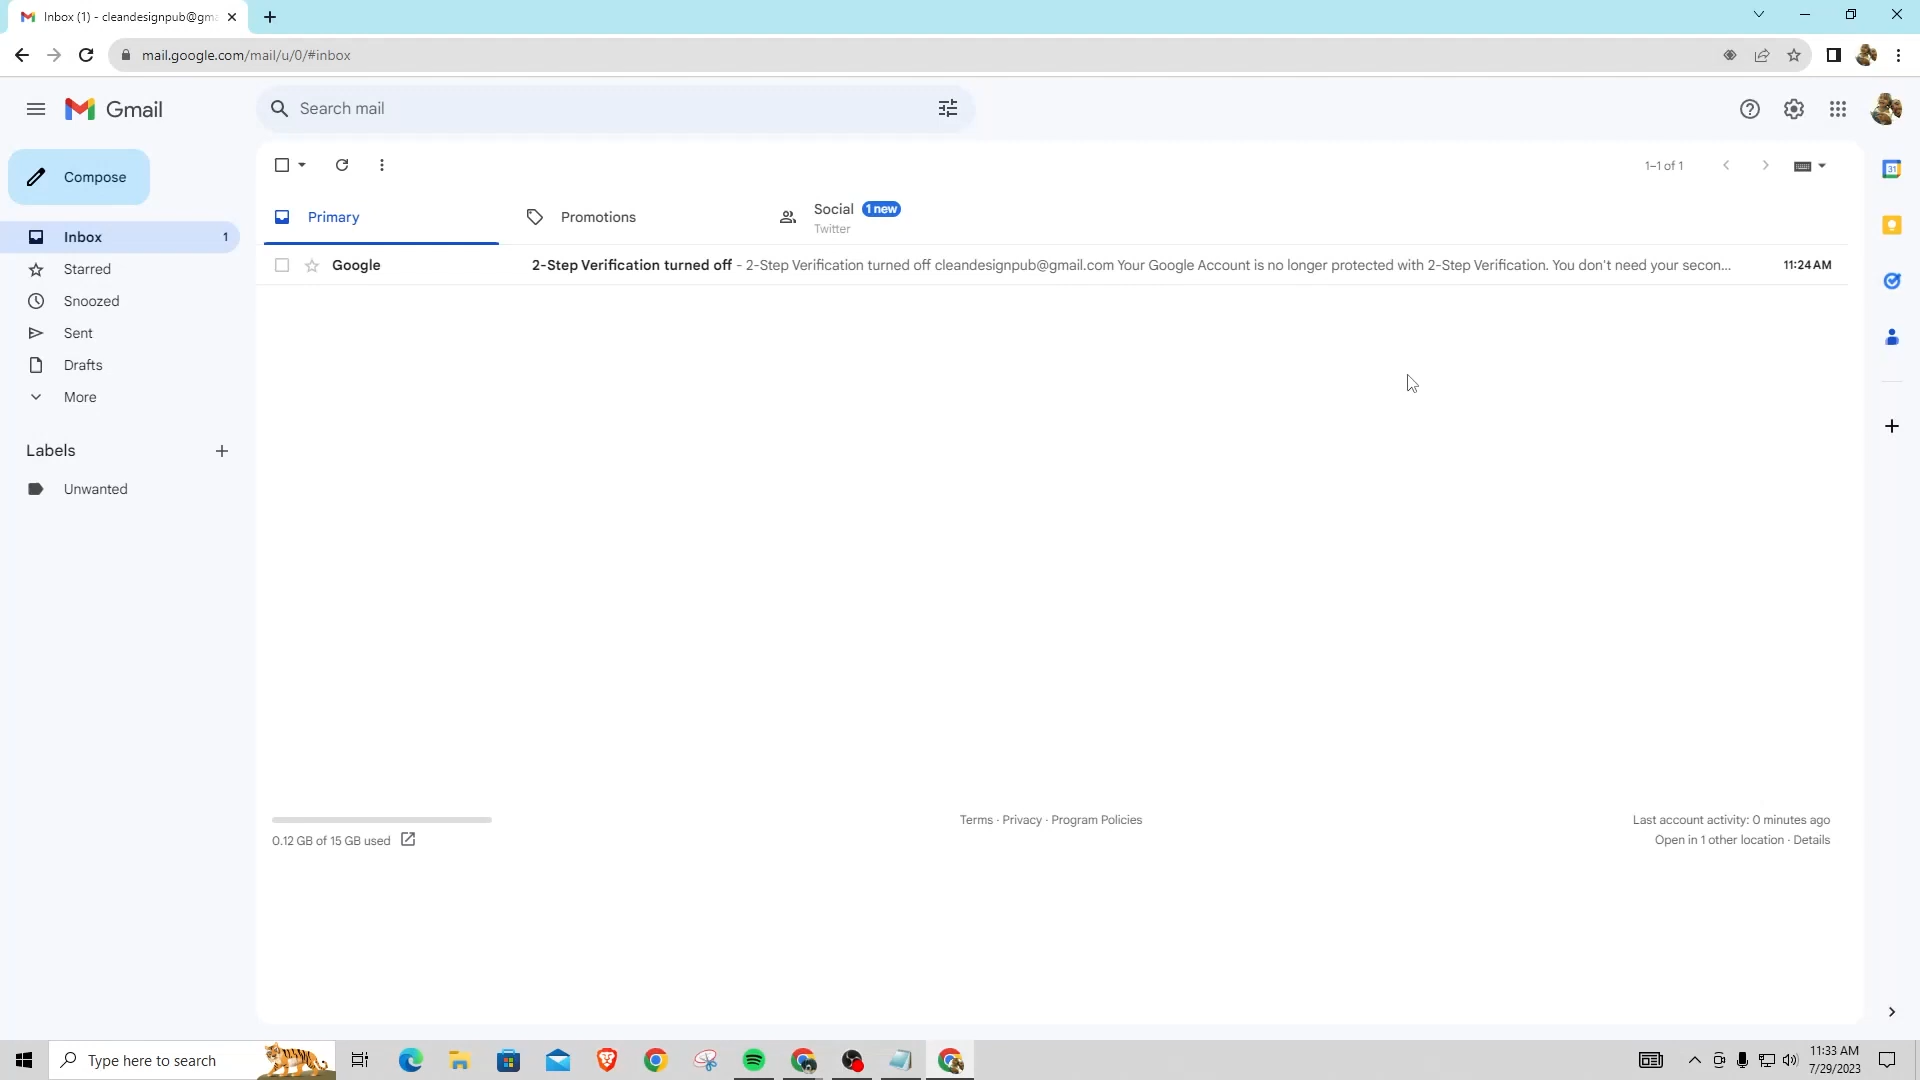 Inbox (1) - cleandesignpub@gma
mail.google.com/mail/u/0/#inbox
Gmail
Search mail
Compose
1–1 of 1
Primary
Promotions
Social 1 new
Twitter
Inbox 1
Google 2-Step Verification turned off - 2-Step Verification turned off cleandesignpub@gmail.com Your Google Account is no longer protected with 2-Step Verification. You don't need your secon... 11:24 AM
Starred
Snoozed
Sent
Drafts
More
Labels
Unwanted
31
0.12 GB of 15 GB used
Terms · Privacy · Program Policies
Last account activity: 0 minutes ago
Open in 1 other location · Details
Type here to search
11:33 AM
7/29/2023